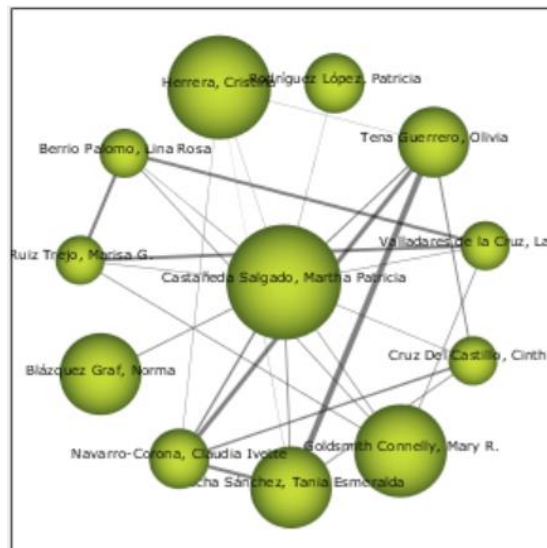 Herrera, Cristina
Rodríguez López, Patricia
Tena Guerrero, Olivia
Berrio Palomo, Lina Rosa
Valladares de la Cruz, La
Ruiz Trejo, Marisa G.
Castañeda Salgado, Martha Patricia
Cruz Del Castillo, Cinth
Blázquez Graf, Norma
Goldsmith Connelly, Mary R.
Navarro-Corona, Claudia Ivette
cha Sánchez, Tania Esmeralda